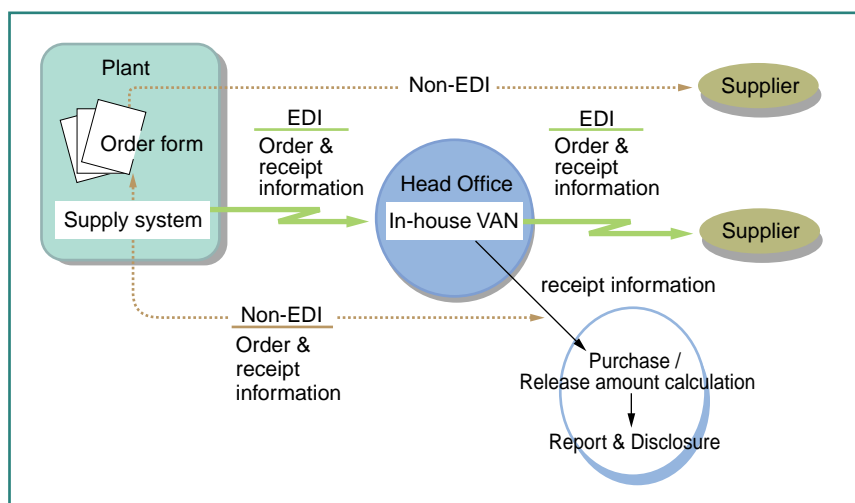 Plant
Non-EDI
Supplier
Order form
EDI
Order &
receipt
information
Head Office
EDI
Order &
receipt
information
Supply system
In-house VAN
Supplier
receipt information
Non-EDI
Order &
receipt
information
Purchase /
Release amount calculation
Report & Disclosure